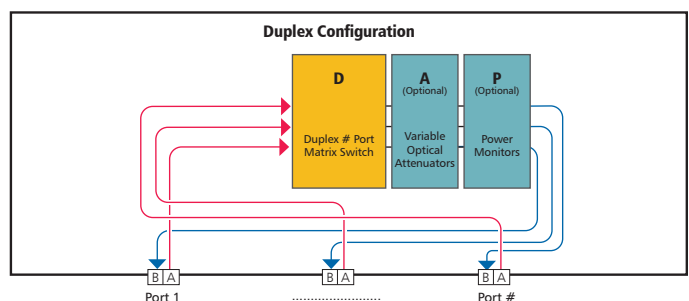 Duplex Configuration
D
A
(Optional)
P
(Optional)
Duplex # Port
Matrix Switch
Variable
Optical
Attenuators
Power
Monitors
B A
B A
B A
Port 1
.......................
Port #